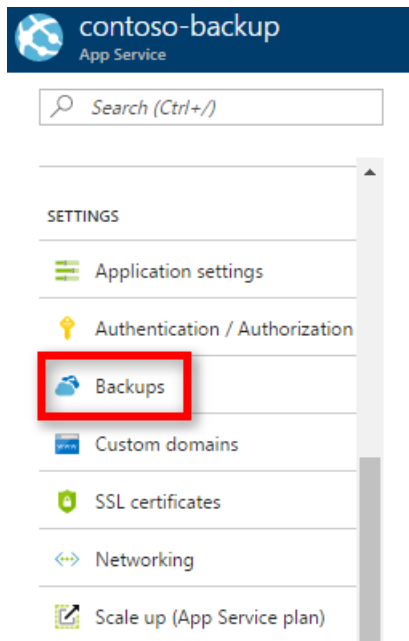 contoso-backup
App Service
Search (Ctrl+/)
SETTINGS
Application settings
Authentication / Authorization
Backups
www
Custom domains
SSL certificates
Networking
Scale up (App Service plan)